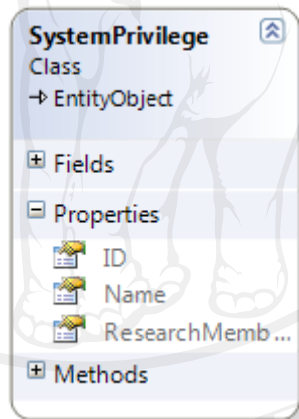 SystemPrivilege
Class
EntityObject
Fields
Properties
ID
Name
ResearchMemb...
Methods